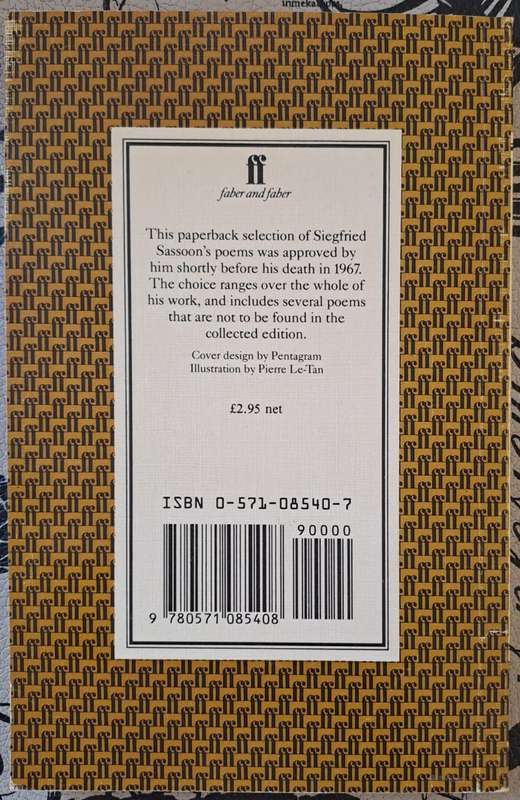 ff
faber and faber
This paperback selection of Siegfried
Sassoon's poems was approved by
him shortly before his death in 1967.
The choice ranges over the whole of
his work, and includes several poems
that are not to be found in the
collected edition.
Cover design by Pentagram
Illustration by Pierre Le-Tan
£2.95 net
ISBN 0-571-08540-7
90000
9 780571 085408